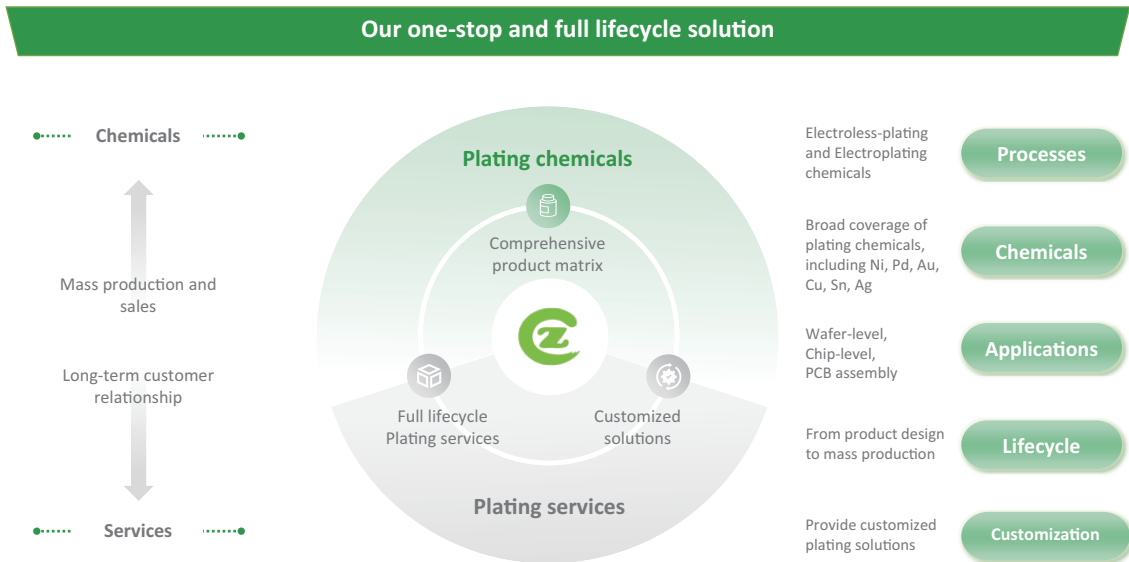 Our one-stop and full lifecycle solution
Chemicals
Mass production and
sales
Long-term customer
relationship
Services
Plating chemicals
Comprehensive
product matrix
Full lifecycle
Plating services
Customized
solutions
Plating services
Electroless-plating
and Electroplating
chemicals
Processes
Broad coverage of
plating chemicals,
including Ni, Pd, Au,
Cu, Sn, Ag
Chemicals
Wafer-level,
Chip-level,
PCB assembly
Applications
From product design
to mass production
Lifecycle
Provide customized
plating solutions
Customization